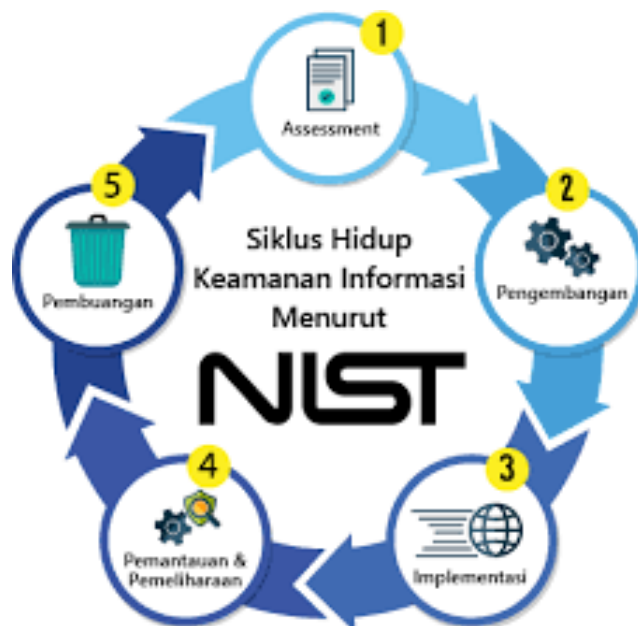 1
Assessment
2
Pengembangan
3
Implementasi
4
Pemantauan &
Pemeliharaan
5
Pembuangan
Siklus Hidup
Keamanan Informasi
Menurut
NIST